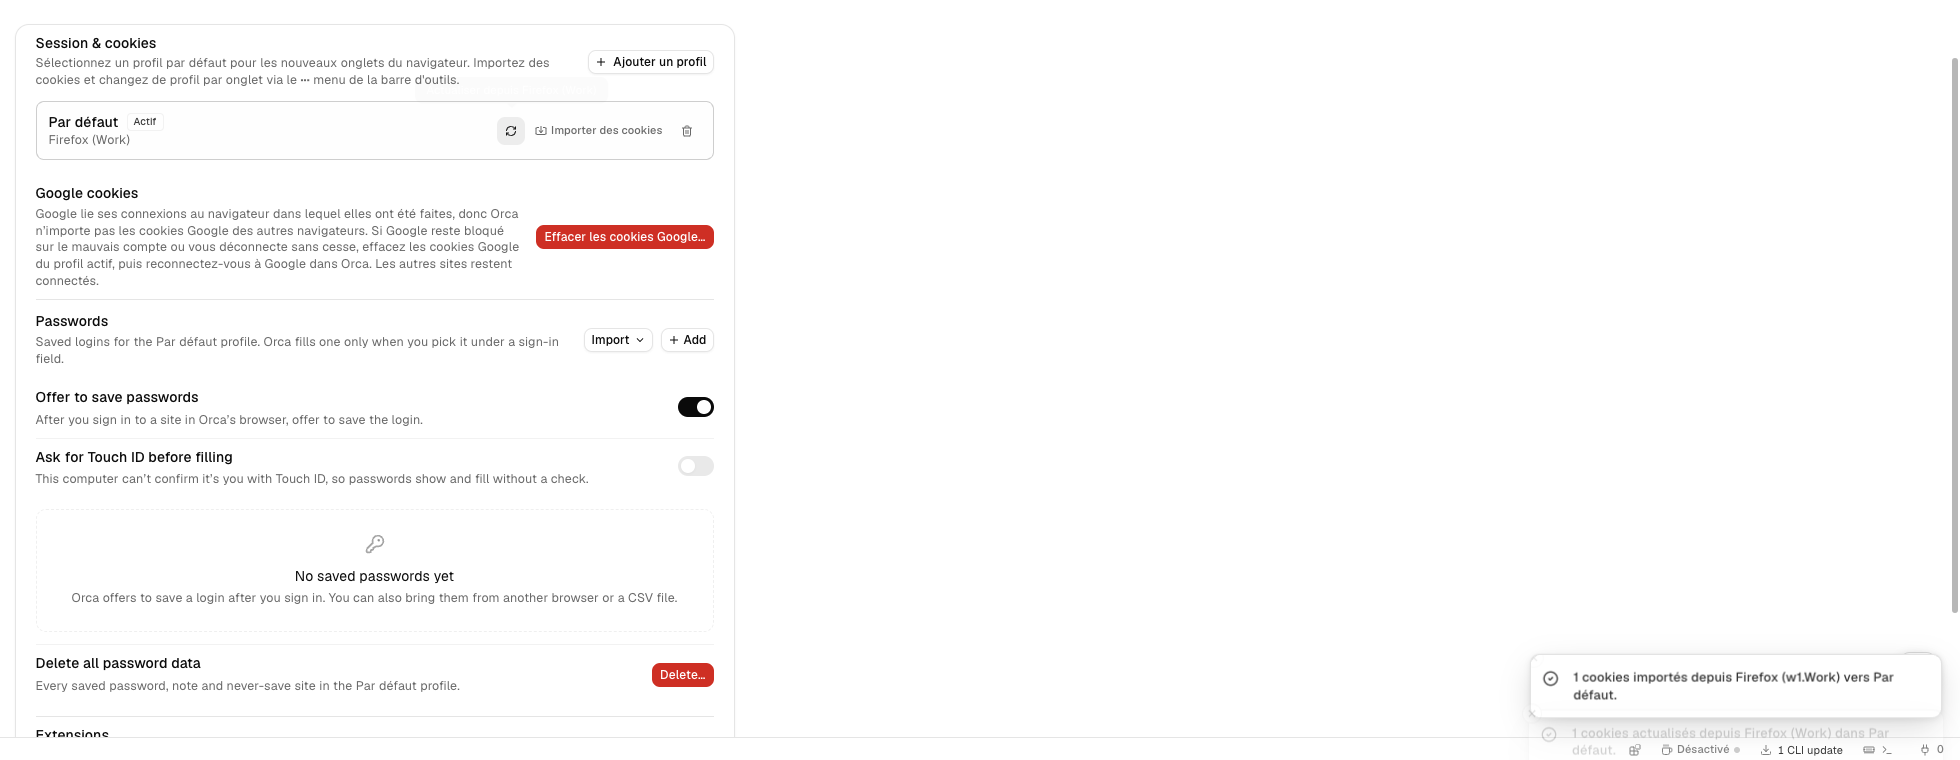 Session & cookies
Sélectionnez un profil par défaut pour les nouveaux onglets du navigateur. Importez des
cookies et changez de profil par onglet via le ··· menu de la barre d'outils.
+ Ajouter un profil
Par défaut Actif
Firefox (Work)
Importer des cookies
Google cookies
Google lie ses connexions au navigateur dans lequel elles ont été faites, donc Orca
n'importe pas les cookies Google des autres navigateurs. Si Google reste bloqué
sur le mauvais compte ou vous déconnecte sans cesse, effacez les cookies Google
du profil actif, puis reconnectez-vous à Google dans Orca. Les autres sites restent
connectés.
Effacer les cookies Google...
Passwords
Saved logins for the Par défaut profile. Orca fills one only when you pick it under a sign-in
field.
Import
+ Add
Offer to save passwords
After you sign in to a site in Orca's browser, offer to save the login.
Ask for Touch ID before filling
This computer can't confirm it's you with Touch ID, so passwords show and fill without a check.
No saved passwords yet
Orca offers to save a login after you sign in. You can also bring them from another browser or a CSV file.
Delete all password data
Every saved password, note and never-save site in the Par défaut profile.
Delete...
Extensions
1 cookies importés depuis Firefox (w1.Work) vers Par
défaut.
1 cookies actualisés depuis Firefox (Work) dans Par
défaut.
Désactivé
1 CLI update
0